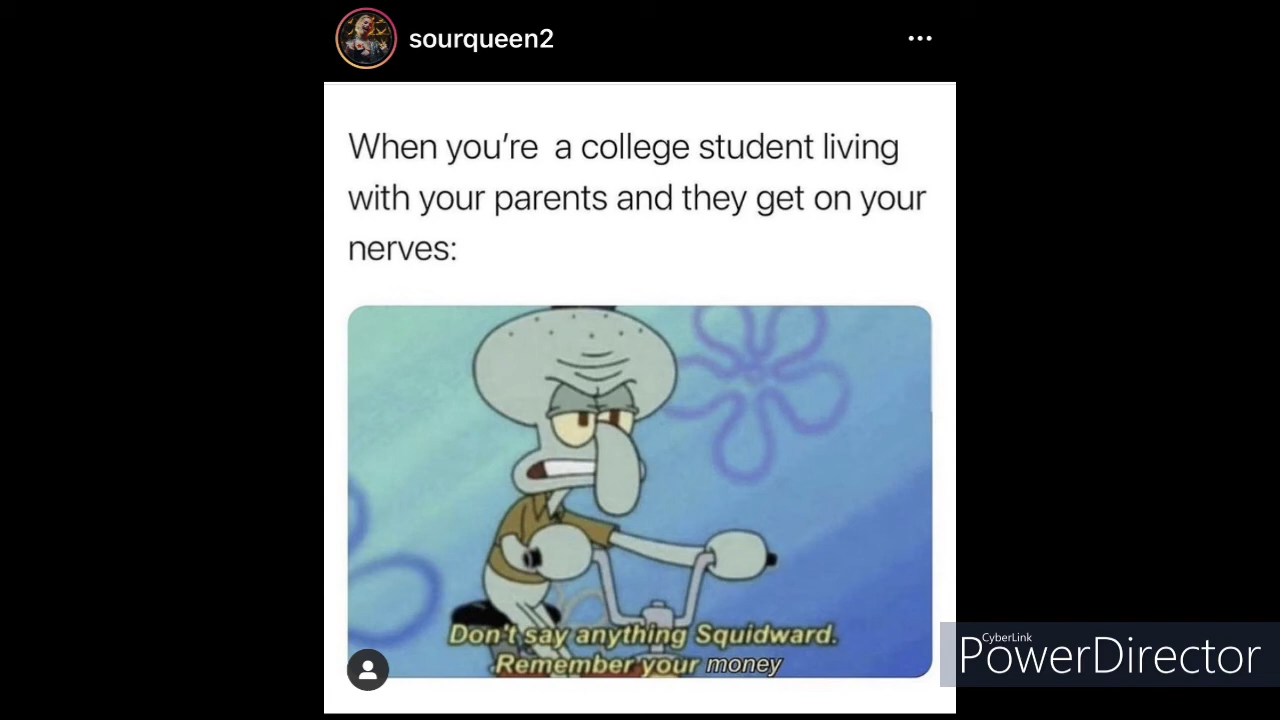 sourqueen2
When you're a college student living
with your parents and they get on your
nerves:
Don't say anything Squidward.
Remember your money
CyberLink
PowerDirector